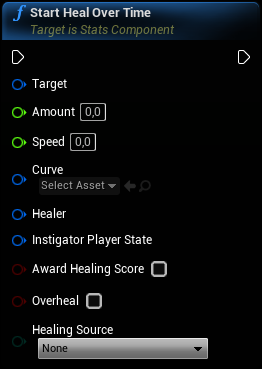 f Start Heal Over Time
Target is Stats Component
Target
Amount 0,0
Speed 0,0
Curve
Select Asset
Healer
Instigator Player State
Award Healing Score
Overheal
Healing Source
None